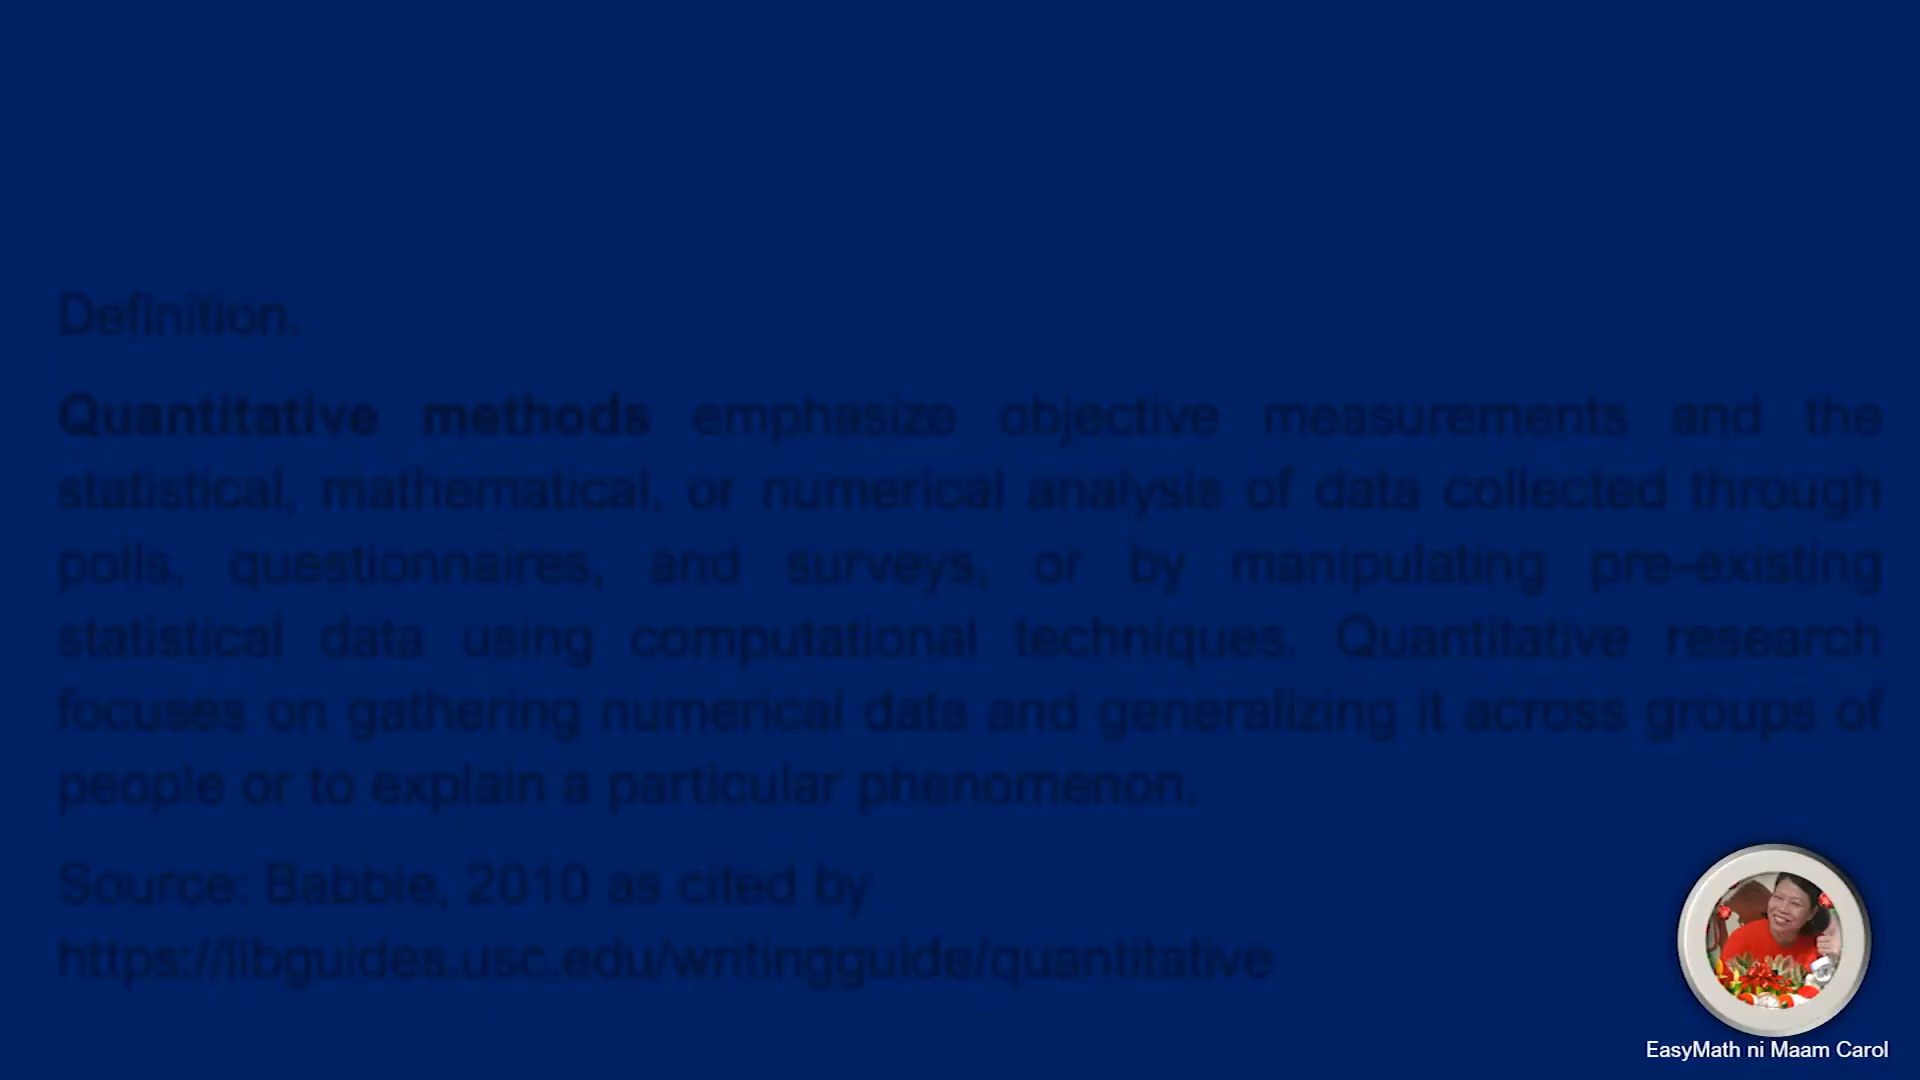 Definition.
Quantitative methods emphasize objective measurements and the
statistical, mathematical, or numerical analysis of data collected through
polls, questionnaires, and surveys, or by manipulating pre-existing
statistical data using computational techniques. Quantitative research
focuses on gathering numerical data and generalizing it across groups of
people or to explain a particular phenomenon.
Source: Babbie, 2010 as cited by
https://libguides.usc.edu/writingguide/quantitative
EasyMath ni Maam Carol